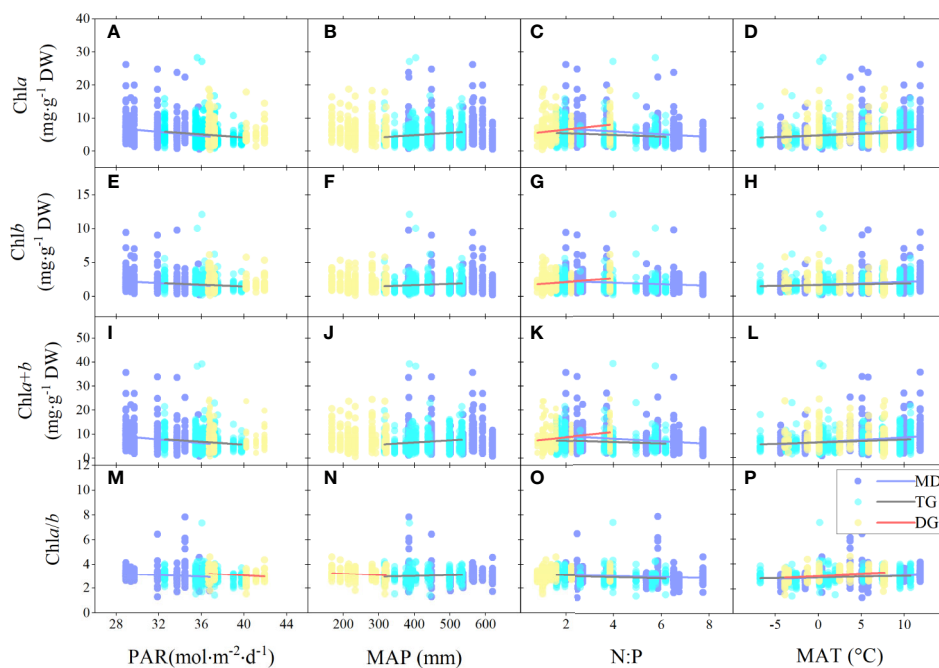 A B C D
40
30
20
10
0
Chla
(mg·g-1 DW)
E F G H
15
10
5
0
Chlb
(mg·g-1 DW)
I J K L
50
40
30
20
10
0
Chla+b
(mg·g-1 DW)
M N O P
12
10
8
6
4
2
0
Chla/b
MD
TG
DG
28 32 36 40 44 200 300 400 500 600 2 4 6 8 -5 0 5 10
PAR(mol·m-2·d-1) MAP (mm) N:P MAT (°C)